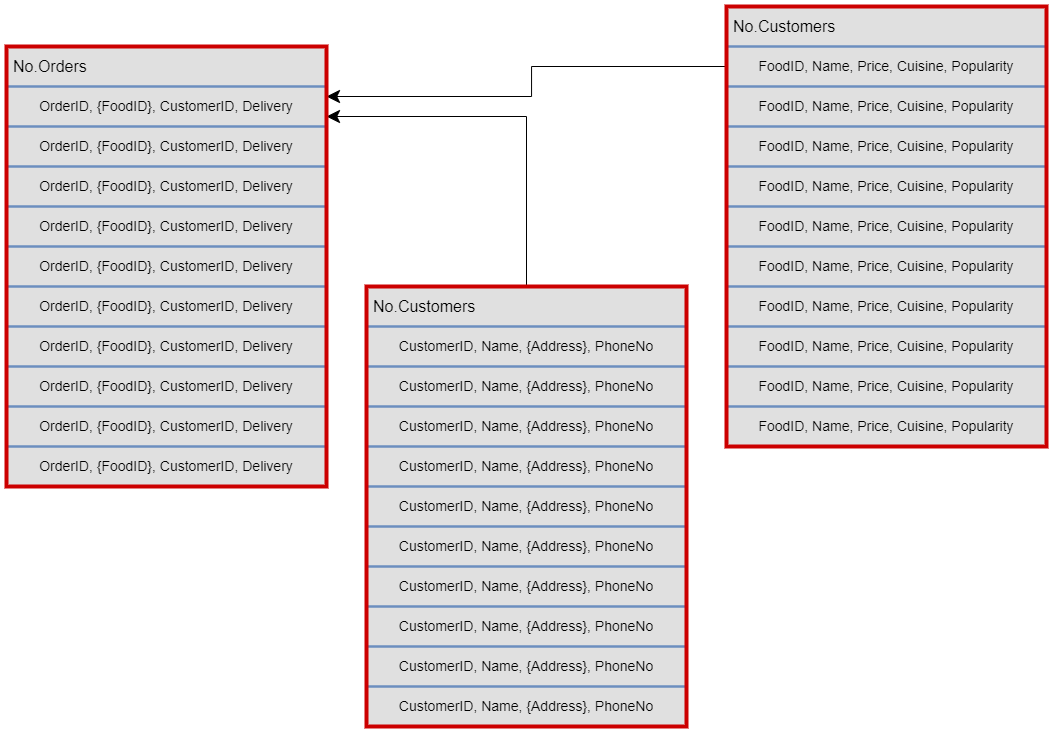 No.Orders
OrderID, {FoodID}, CustomerID, Delivery
OrderID, {FoodID}, CustomerID, Delivery
OrderID, {FoodID}, CustomerID, Delivery
OrderID, {FoodID}, CustomerID, Delivery
OrderID, {FoodID}, CustomerID, Delivery
OrderID, {FoodID}, CustomerID, Delivery
OrderID, {FoodID}, CustomerID, Delivery
OrderID, {FoodID}, CustomerID, Delivery
OrderID, {FoodID}, CustomerID, Delivery
OrderID, {FoodID}, CustomerID, Delivery
No.Customers
CustomerID, Name, {Address}, PhoneNo
CustomerID, Name, {Address}, PhoneNo
CustomerID, Name, {Address}, PhoneNo
CustomerID, Name, {Address}, PhoneNo
CustomerID, Name, {Address}, PhoneNo
CustomerID, Name, {Address}, PhoneNo
CustomerID, Name, {Address}, PhoneNo
CustomerID, Name, {Address}, PhoneNo
CustomerID, Name, {Address}, PhoneNo
CustomerID, Name, {Address}, PhoneNo
No.Customers
FoodID, Name, Price, Cuisine, Popularity
FoodID, Name, Price, Cuisine, Popularity
FoodID, Name, Price, Cuisine, Popularity
FoodID, Name, Price, Cuisine, Popularity
FoodID, Name, Price, Cuisine, Popularity
FoodID, Name, Price, Cuisine, Popularity
FoodID, Name, Price, Cuisine, Popularity
FoodID, Name, Price, Cuisine, Popularity
FoodID, Name, Price, Cuisine, Popularity
FoodID, Name, Price, Cuisine, Popularity